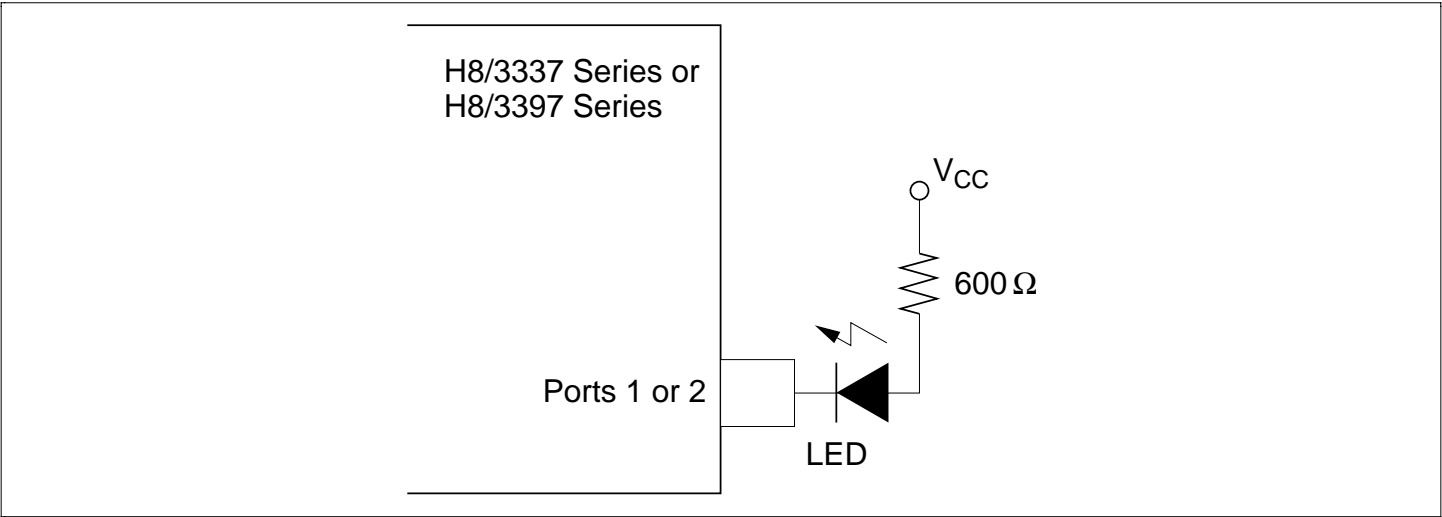 H8/3337 Series or
H8/3397 Series
VCC
600 Ω
Ports 1 or 2
LED